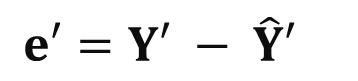 e′ = Y′ − Ŷ′